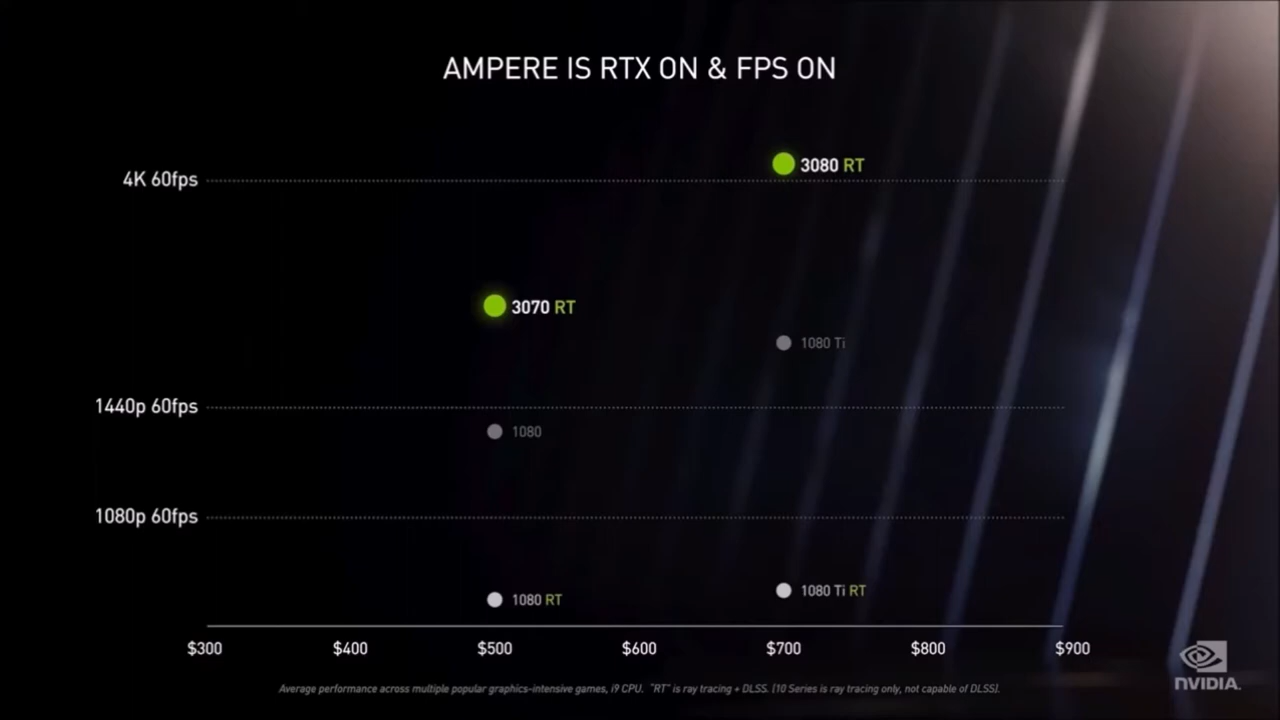 AMPERE IS RTX ON & FPS ON
4K 60fps
3080 RT
3070 RT
1080 Ti
1440p 60fps
1080
1080p 60fps
1080 Ti RT
1080 RT
$300 $400 $500 $600 $700 $800 $900
Average performance across multiple popular graphics-intensive games, i9 CPU. "RT" is ray tracing + DLSS. [10 Series is ray tracing only, not capable of DLSS].
NVIDIA.